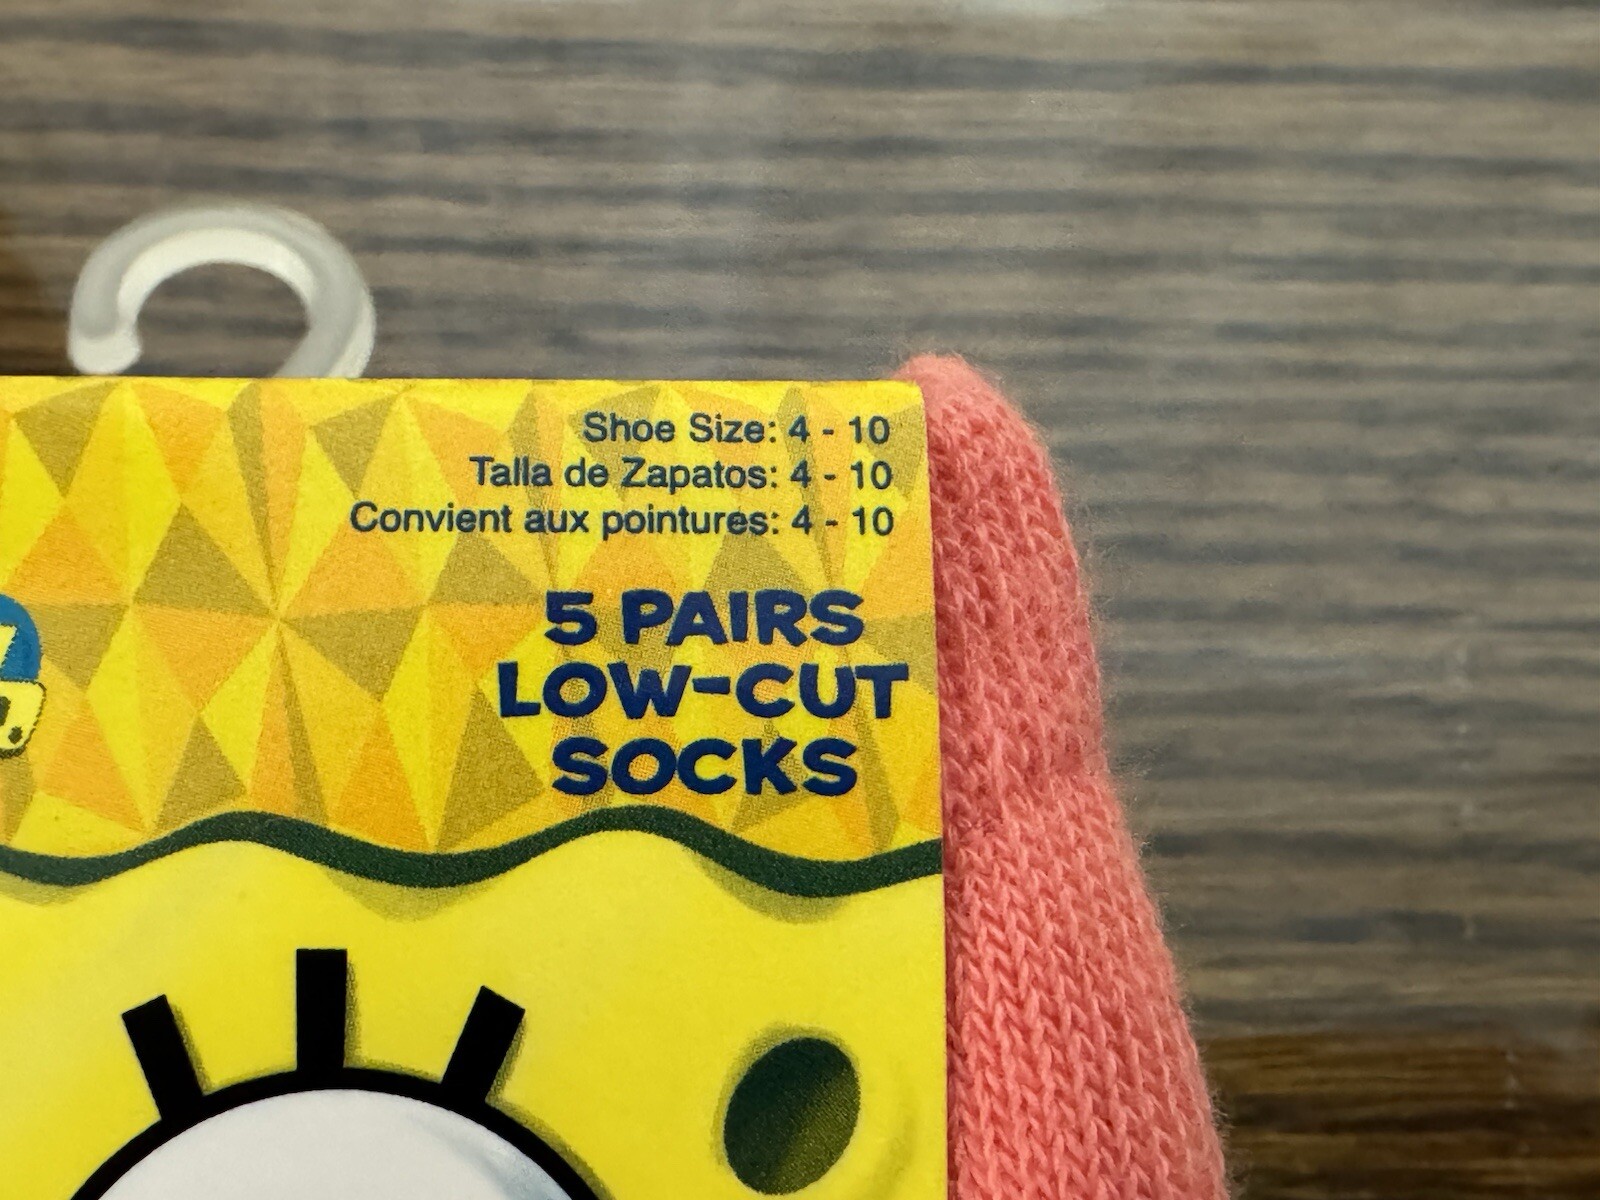 Shoe Size: 4 - 10
Talla de Zapatos: 4 - 10
Convient aux pointures: 4 - 10
5 PAIRS
LOW-CUT
SOCKS